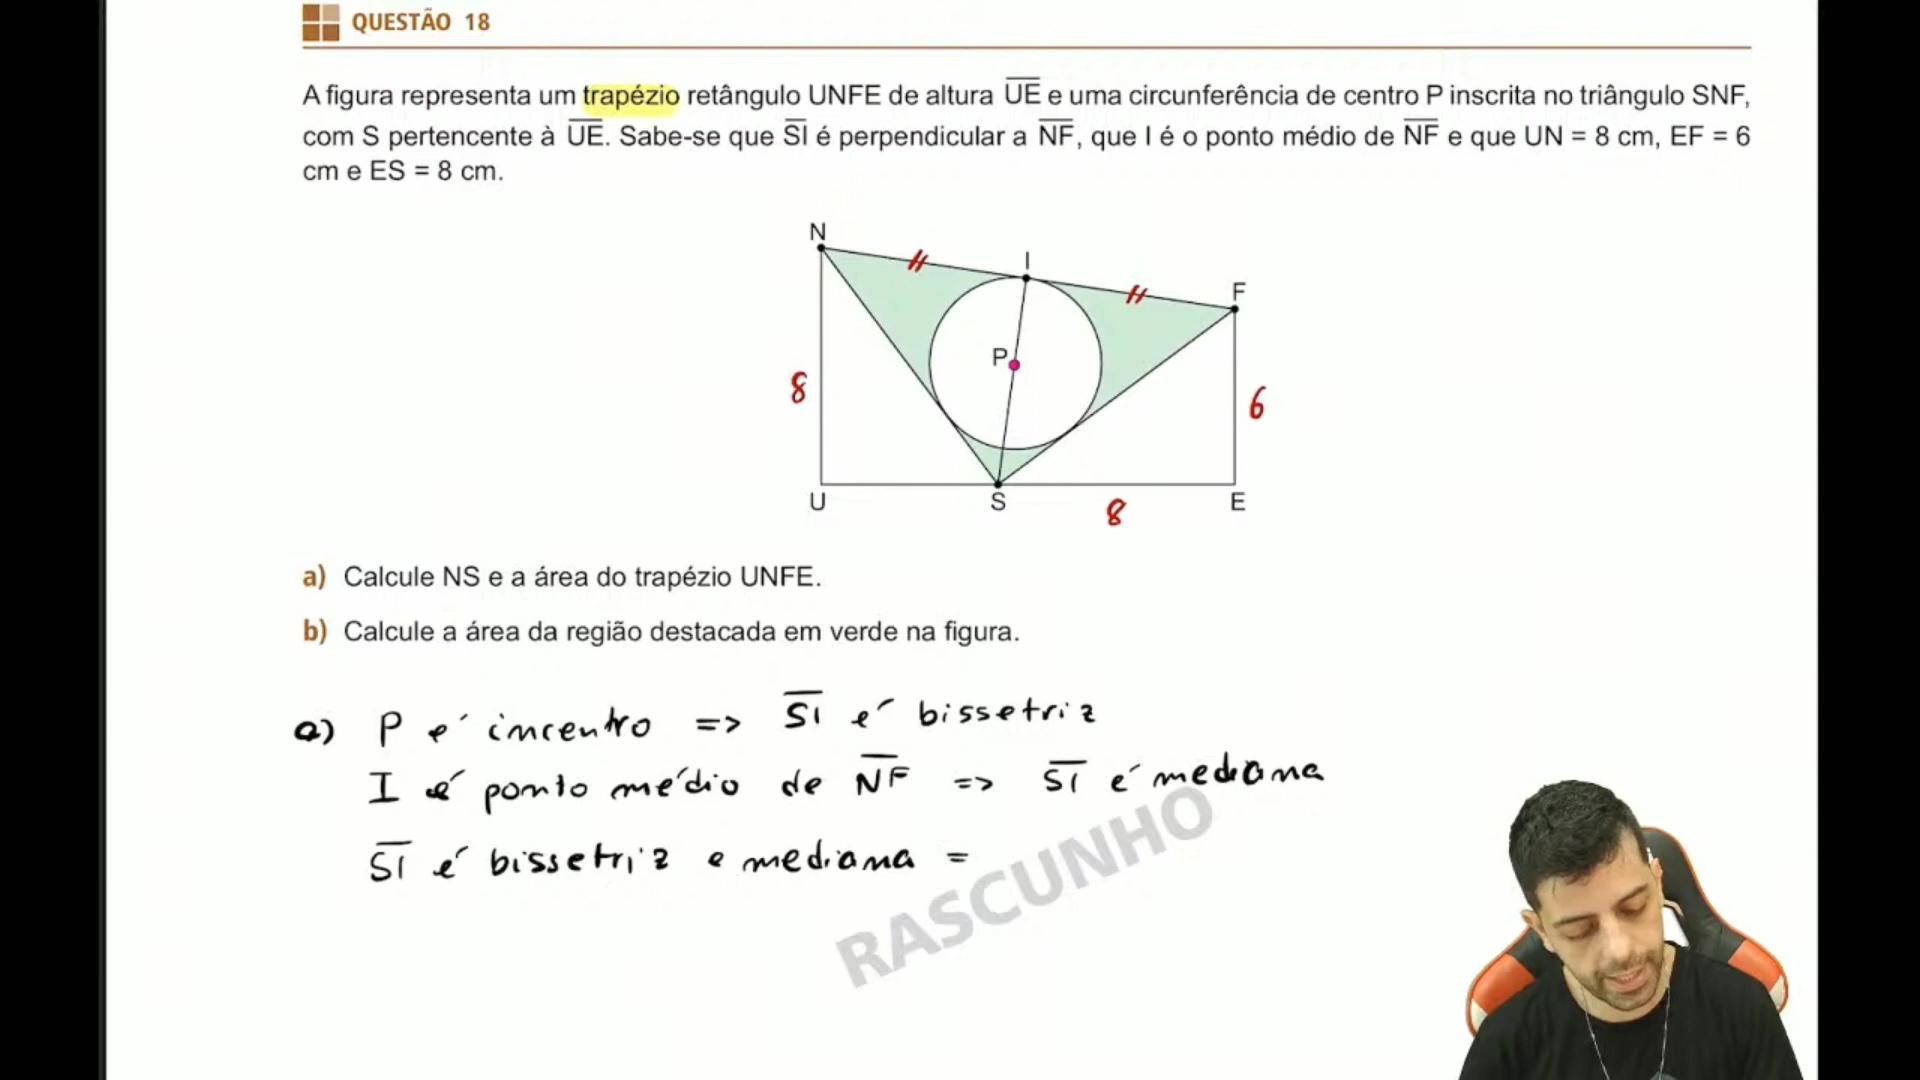 QUESTÃO 18
A figura representa um trapézio retângulo UNFE de altura UE e uma circunferência de centro P inscrita no triângulo SNF,
com S pertencente à UE. Sabe-se que SI é perpendicular a NF, que I é o ponto médio de NF e que UN = 8 cm, EF = 6
cm e ES = 8 cm.
N
I
F
P
8
6
U
S
8
E
a) Calcule NS e a área do trapézio UNFE.
b) Calcule a área da região destacada em verde na figura.
a) P é incentro => SI é bissetriz
I é ponto médio de NF => SI é mediana
SI é bissetriz e mediana =
RASCUNHO